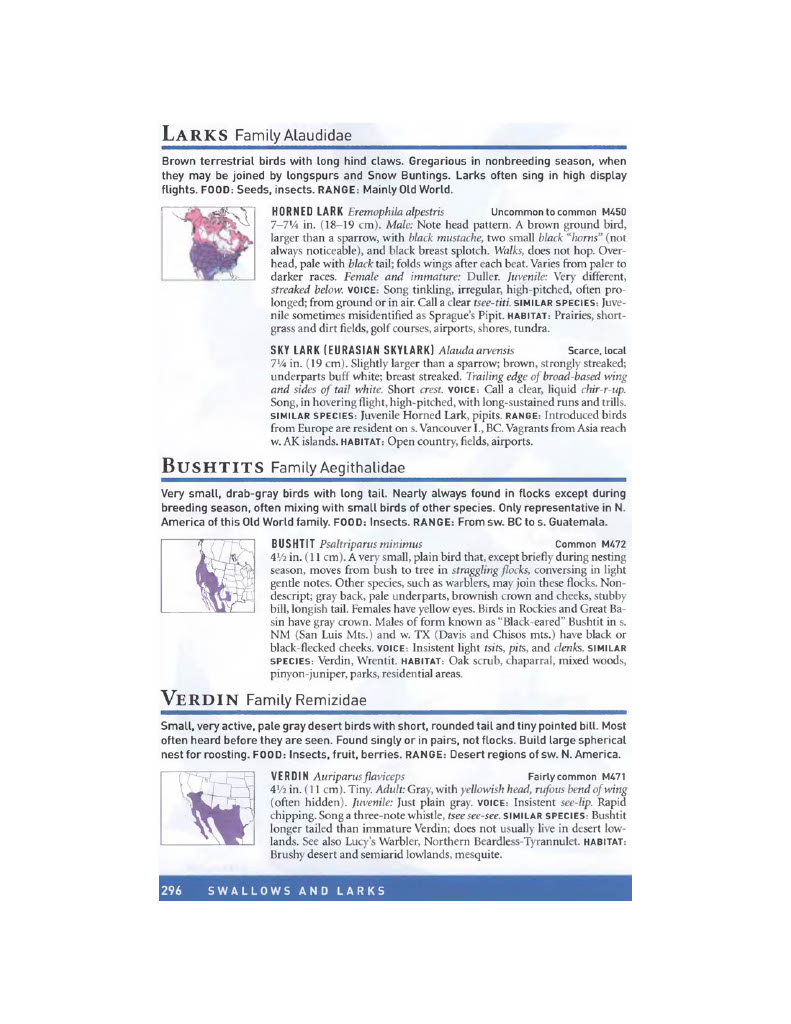 LARKS Family Alaudidae
Brown terrestrial birds with long hind claws. Gregarious in nonbreeding season, when
they may be joined by longspurs and Snow Buntings. Larks often sing in high display
flights. FOOD: Seeds, insects. RANGE: Mainly Old World.
HORNED LARK Eremophila alpestris Uncommon to common M450
7–7¼ in. (18–19 cm). Male: Note head pattern. A brown ground bird,
larger than a sparrow, with black mustache, two small black “horns” (not
always noticeable), and black breast splotch. Walks, does not hop. Over-
head, pale with black tail; folds wings after each beat. Varies from paler to
darker races. Female and immature: Duller. Juvenile: Very different,
streaked below. VOICE: Song tinkling, irregular, high-pitched, often pro-
longed; from ground or in air. Call a clear tsee-titi. SIMILAR SPECIES: Juve-
nile sometimes misidentified as Sprague's Pipit. HABITAT: Prairies, short-
grass and dirt fields, golf courses, airports, shores, tundra.
SKY LARK (EURASIAN SKYLARK) Alauda arvensis Scarce, local
7¼ in. (19 cm). Slightly larger than a sparrow; brown, strongly streaked;
underparts buff white; breast streaked. Trailing edge of broad-based wing
and sides of tail white. Short crest. VOICE: Call a clear, liquid chir-r-up.
Song, in hovering flight, high-pitched, with long-sustained runs and trills.
SIMILAR SPECIES: Juvenile Horned Lark, pipits. RANGE: Introduced birds
from Europe are resident on s. Vancouver I., BC. Vagrants from Asia reach
w. AK islands. HABITAT: Open country, fields, airports.
BUSHTITS Family Aegithalidae
Very small, drab-gray birds with long tail. Nearly always found in flocks except during
breeding season, often mixing with small birds of other species. Only representative in N.
America of this Old World family. FOOD: Insects. RANGE: From sw. BC to s. Guatemala.
BUSHTIT Psaltriparus minimus Common M472
4½ in. (11 cm). A very small, plain bird that, except briefly during nesting
season, moves from bush to tree in straggling flocks, conversing in light
gentle notes. Other species, such as warblers, may join these flocks. Non-
descript; gray back, pale underparts, brownish crown and cheeks, stubby
bill, longish tail. Females have yellow eyes. Birds in Rockies and Great Ba-
sin have gray crown. Males of form known as “Black-eared” Bushtit in s.
NM (San Luis Mts.) and w. TX (Davis and Chisos mts.) have black or
black-flecked cheeks. VOICE: Insistent light tsits, pits, and clenks. SIMILAR
SPECIES: Verdin, Wrentit. HABITAT: Oak scrub, chaparral, mixed woods,
pinyon-juniper, parks, residential areas.
VERDIN Family Remizidae
Small, very active, pale gray desert birds with short, rounded tail and tiny pointed bill. Most
often heard before they are seen. Found singly or in pairs, not flocks. Build large spherical
nest for roosting. FOOD: Insects, fruit, berries. RANGE: Desert regions of sw. N. America.
VERDIN Auriparus flaviceps Fairly common M471
4½ in. (11 cm). Tiny. Adult: Gray, with yellowish head, rufous bend of wing
(often hidden). Juvenile: Just plain gray. VOICE: Insistent see-lip. Rapid
chipping. Song a three-note whistle, tsee see-see. SIMILAR SPECIES: Bushtit
longer tailed than immature Verdin; does not usually live in desert low-
lands. See also Lucy's Warbler, Northern Beardless-Tyrannulet. HABITAT:
Brushy desert and semiarid lowlands, mesquite.
296 SWALLOWS AND LARKS